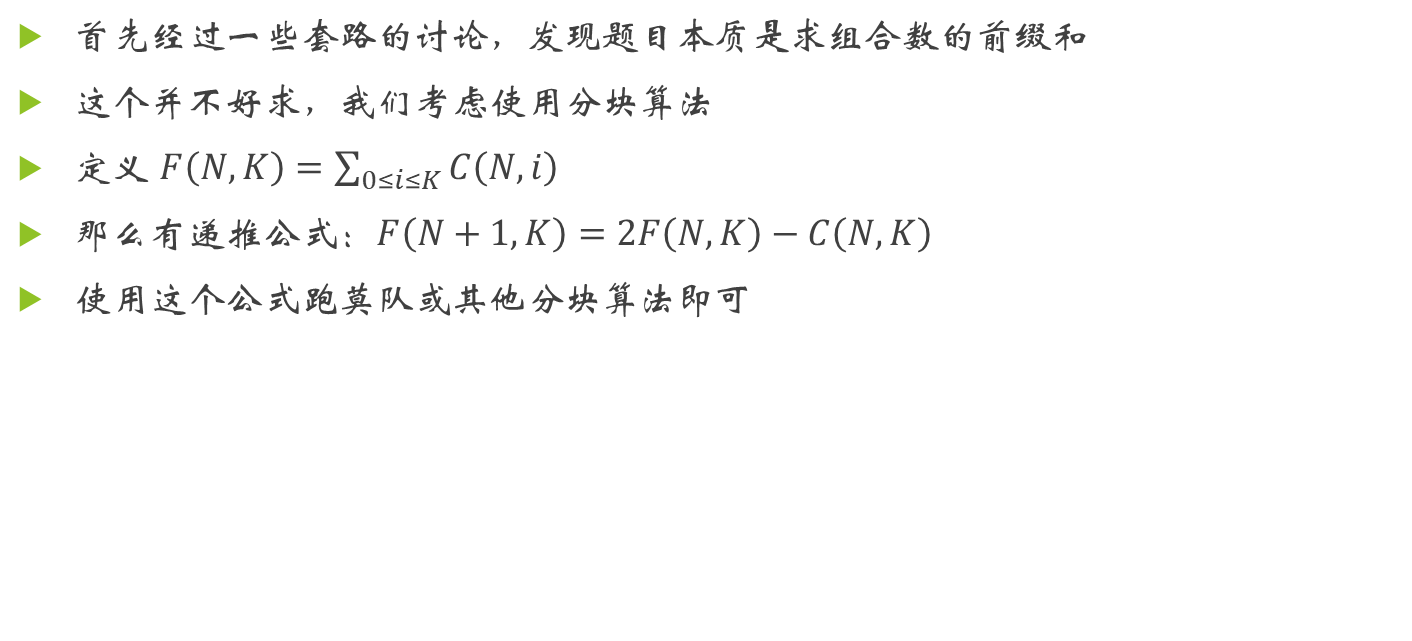 首先经过一些套路的讨论，发现题目本质是求组合数的前缀和
这个并不好求，我们考虑使用分块算法
定义 F(N,K) = ∑₀≤ᵢ≤K C(N,i)
那么有递推公式：F(N + 1,K) = 2F(N,K) − C(N,K)
使用这个公式跑莫队或其他分块算法即可